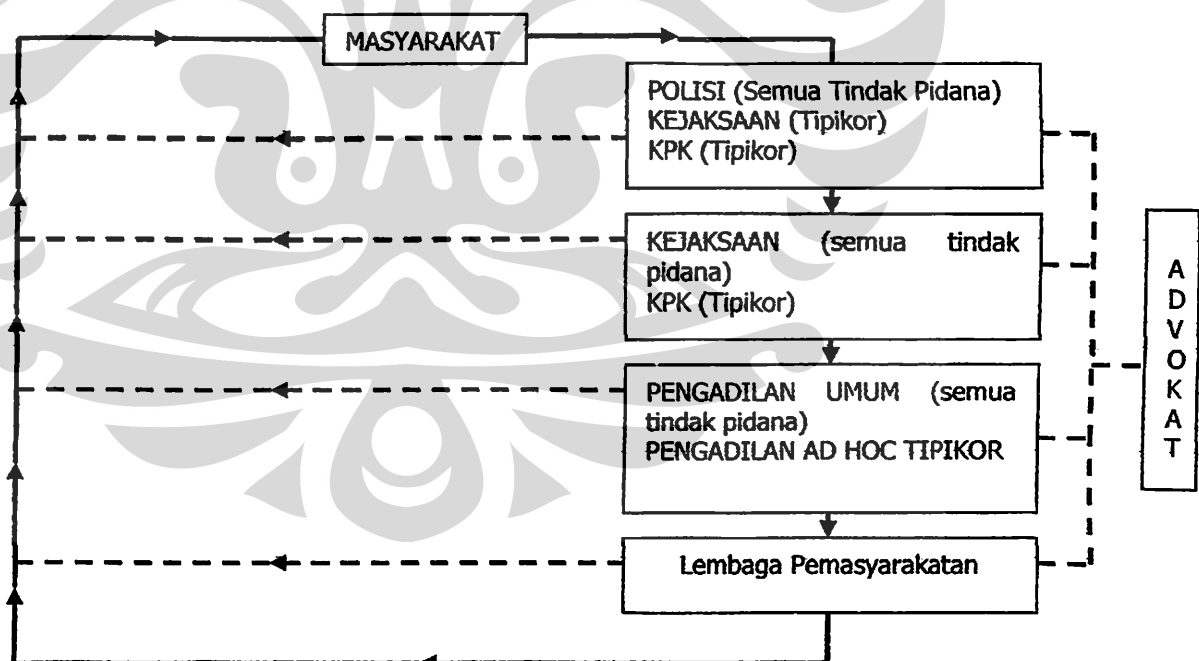 MASYARAKAT
POLISI (Semua Tindak Pidana)
KEJAKSAAN (Tipikor)
KPK (Tipikor)
KEJAKSAAN (semua tindak
pidana)
KPK (Tipikor)
PENGADILAN UMUM (semua
tindak pidana)
PENGADILAN AD HOC TIPIKOR
Lembaga Pemasyarakatan
A
D
V
O
K
A
T